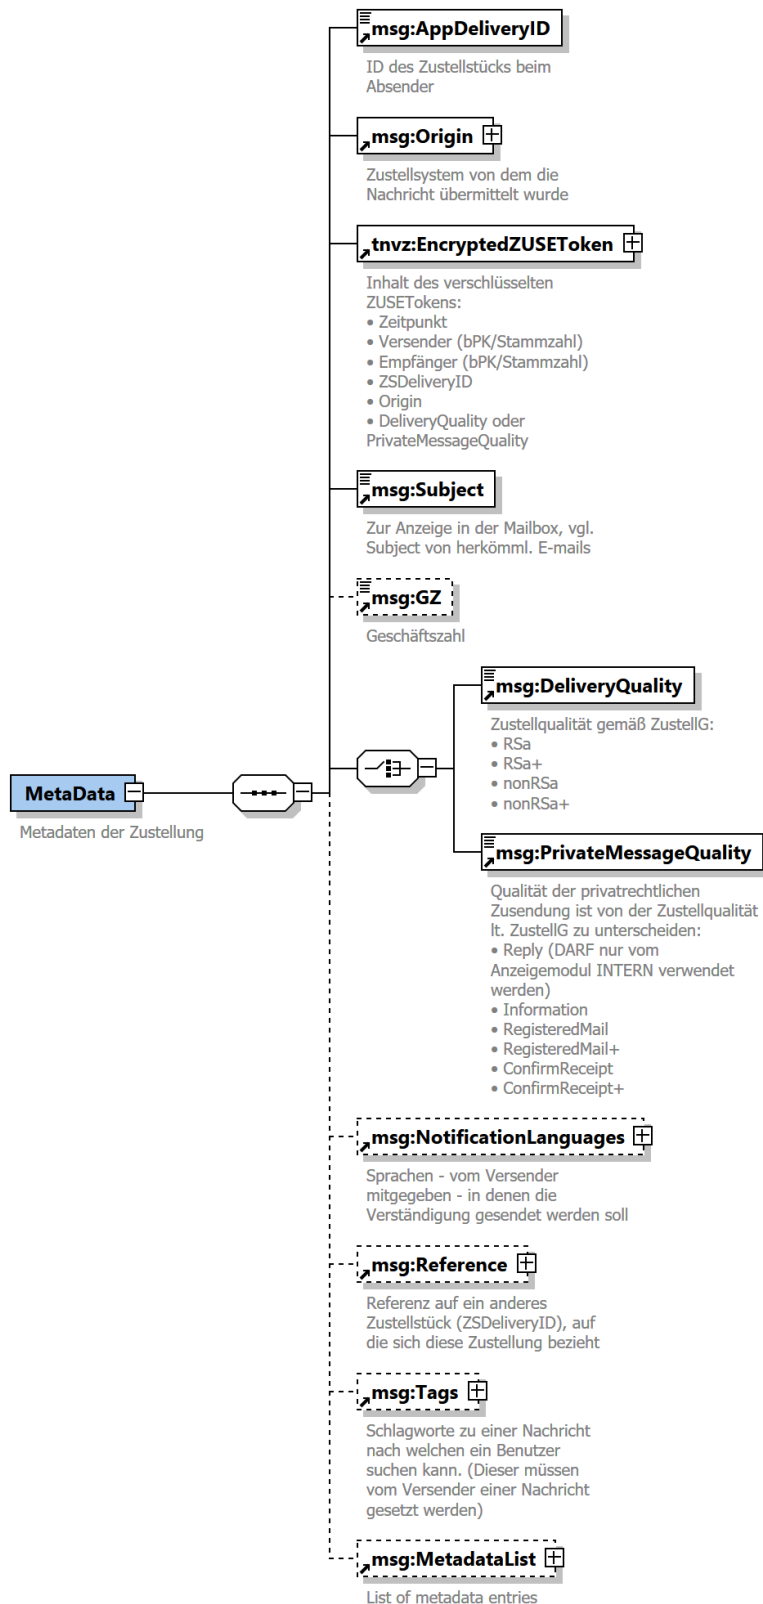 msg:AppDeliveryID
ID des Zustellstücks beim
Absender
msg:Origin
Zustellsystem von dem die
Nachricht übermittelt wurde
tnvz:EncryptedZUSEToken
Inhalt des verschlüsselten
ZUSETokens:
• Zeitpunkt
• Versender (bPK/Stammzahl)
• Empfänger (bPK/Stammzahl)
• ZSDeliveryID
• Origin
• DeliveryQuality oder
PrivateMessageQuality
msg:Subject
Zur Anzeige in der Mailbox, vgl.
Subject von herkömml. E-mails
msg:GZ
Geschäftszahl
msg:DeliveryQuality
Zustellqualität gemäß ZustellG:
• RSa
• RSa+
• nonRSa
• nonRSa+
MetaData
Metadaten der Zustellung
msg:PrivateMessageQuality
Qualität der privatrechtlichen
Zusendung ist von der Zustellqualität
lt. ZustellG zu unterscheiden:
• Reply (DARF nur vom
Anzeigemodul INTERN verwendet
werden)
• Information
• RegisteredMail
• RegisteredMail+
• ConfirmReceipt
• ConfirmReceipt+
msg:NotificationLanguages
Sprachen - vom Versender
mitgegeben - in denen die
Verständigung gesendet werden soll
msg:Reference
Referenz auf ein anderes
Zustellstück (ZSDeliveryID), auf
die sich diese Zustellung bezieht
msg:Tags
Schlagworte zu einer Nachricht
nach welchen ein Benutzer
suchen kann. (Dieser müssen
vom Versender einer Nachricht
gesetzt werden)
msg:MetadataList
List of metadata entries